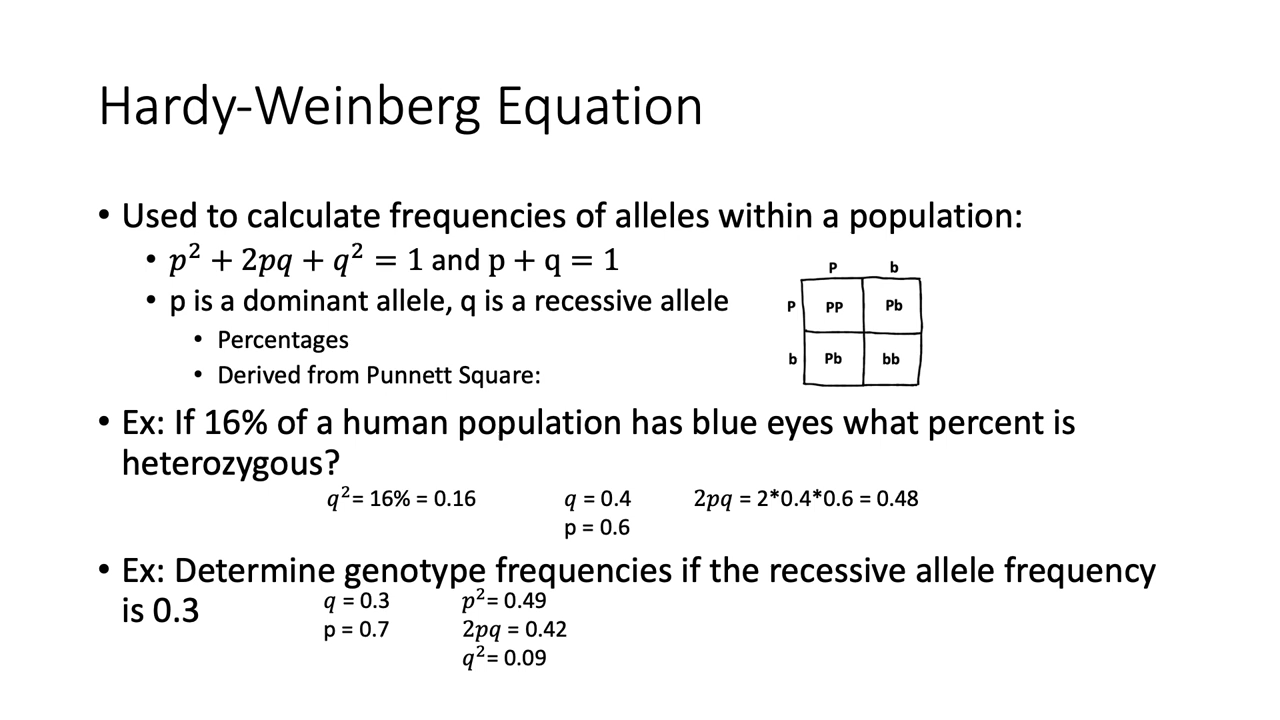 Hardy-Weinberg Equation
• Used to calculate frequencies of alleles within a population:
• p² + 2pq + q² = 1 and p + q = 1
• p is a dominant allele, q is a recessive allele
• Percentages
• Derived from Punnett Square:
P b
P PP Pb
b Pb bb
• Ex: If 16% of a human population has blue eyes what percent is
heterozygous?
q²= 16% = 0.16 q = 0.4 2pq = 2*0.4*0.6 = 0.48
p = 0.6
• Ex: Determine genotype frequencies if the recessive allele frequency
is 0.3
q = 0.3 p²= 0.49
p = 0.7 2pq = 0.42
q²= 0.09